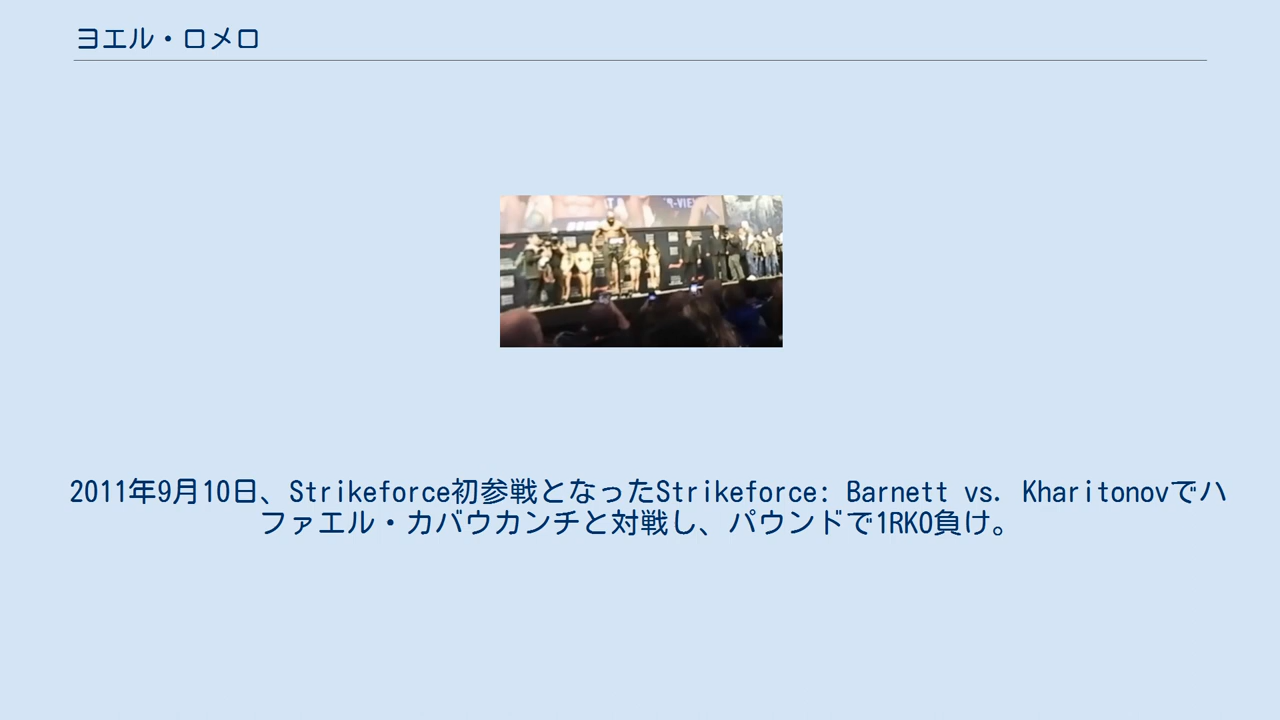 ヨエル・ロメロ
R-VIEW
2011年9月10日、Strikeforce初参戦となったStrikeforce: Barnett vs. Kharitonovでハ
ファエル・カバウカンチと対戦し、パウンドで1RKO負け。